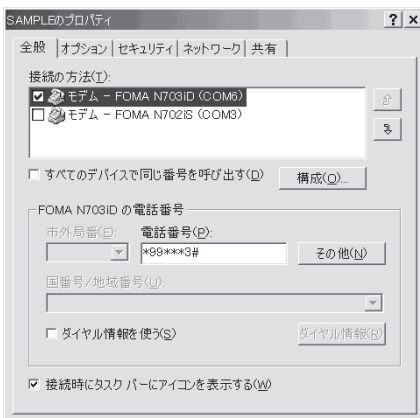 SAMPLEのプロパティ
全般 オプション セキュリティ ネットワーク 共有
接続の方法(T):
モデム - FOMA N703iD (COM6)
モデム - FOMA N702iS (COM3)
すべてのデバイスで同じ番号を呼び出す(D) 構成(O)...
FOMA N703iD の電話番号
市外局番(E): 電話番号(P):
*99***3# その他(N)
国番号/地域番号(U):
ダイヤル情報を使う(S) ダイヤル情報(R)
接続時にタスク バーにアイコンを表示する(W)